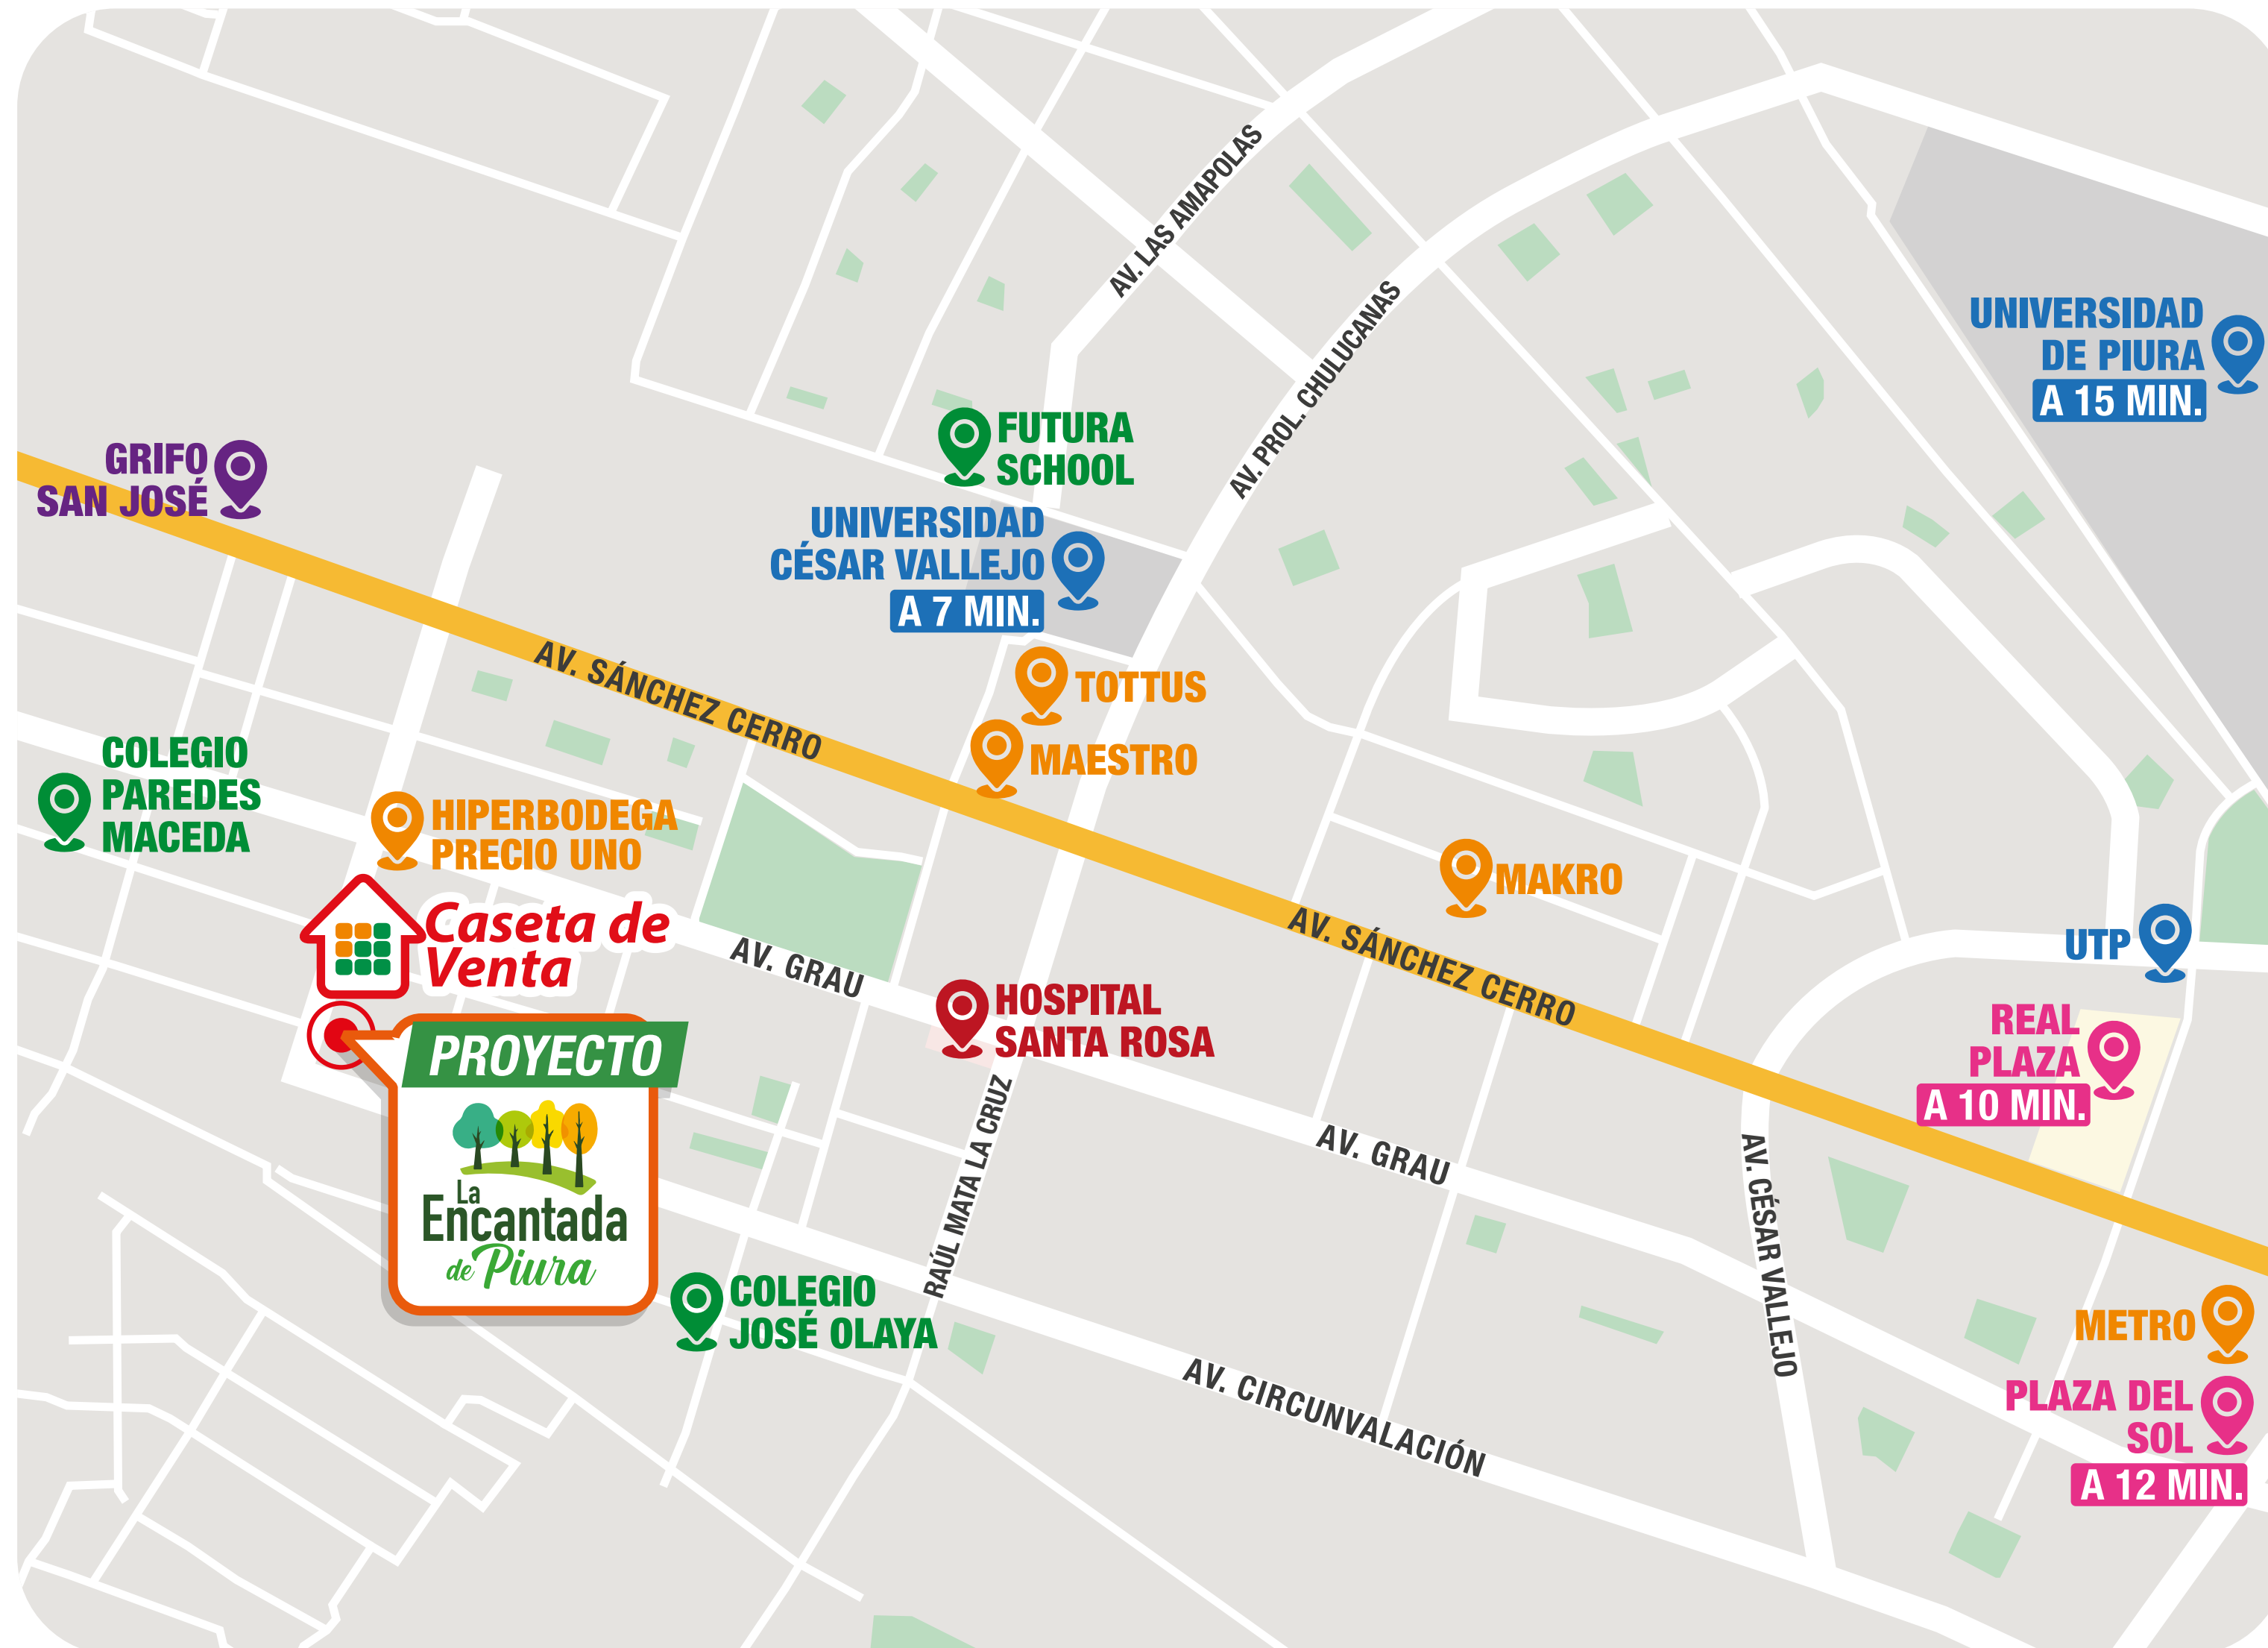 AV. LAS AMAPOLAS
AV. PROL. CHULUCANAS
UNIVERSIDAD
DE PIURA
A 15 MIN.
FUTURA
SCHOOL
GRIFO
SAN JOSÉ
UNIVERSIDAD
CÉSAR VALLEJO
A 7 MIN.
AV. SÁNCHEZ CERRO
TOTTUS
MAESTRO
COLEGIO
PAREDES
MACEDA
HIPERBODEGA
PRECIO UNO
MAKRO
Caseta de
Venta
AV. GRAU
AV. SÁNCHEZ CERRO
UTP
HOSPITAL
SANTA ROSA
REAL
PLAZA
A 10 MIN.
PROYECTO
La
Encantada
de Piura
RAÚL MATA LA CRUZ
AV. GRAU
AV. CÉSAR VALLEJO
COLEGIO
JOSÉ OLAYA
METRO
AV. CIRCUNVALACIÓN
PLAZA DEL
SOL
A 12 MIN.